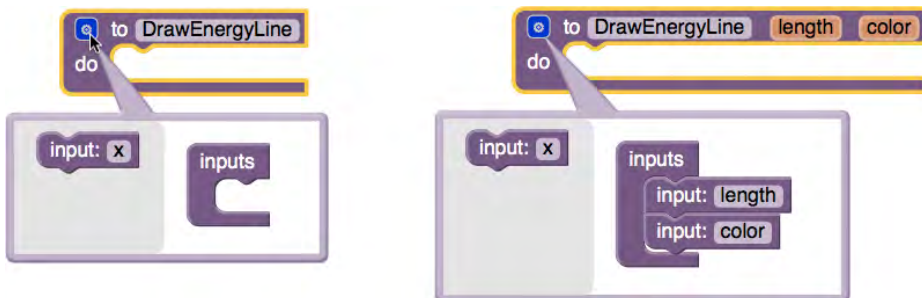 to DrawEnergyLine
do
input: x
inputs
to DrawEnergyLine length color
do
input: x
inputs
input: length
input: color